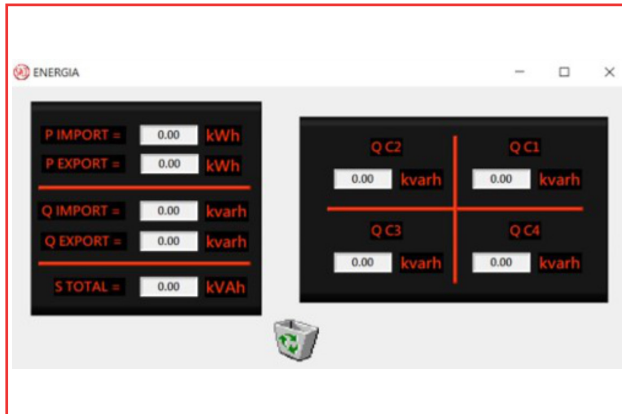 ENERGIA
P IMPORT = 0.00 kWh
P EXPORT = 0.00 kWh
Q IMPORT = 0.00 kvarh
Q EXPORT = 0.00 kvarh
S TOTAL = 0.00 kVAh
Q C2 Q C1
0.00 kvarh 0.00 kvarh
Q C3 Q C4
0.00 kvarh 0.00 kvarh